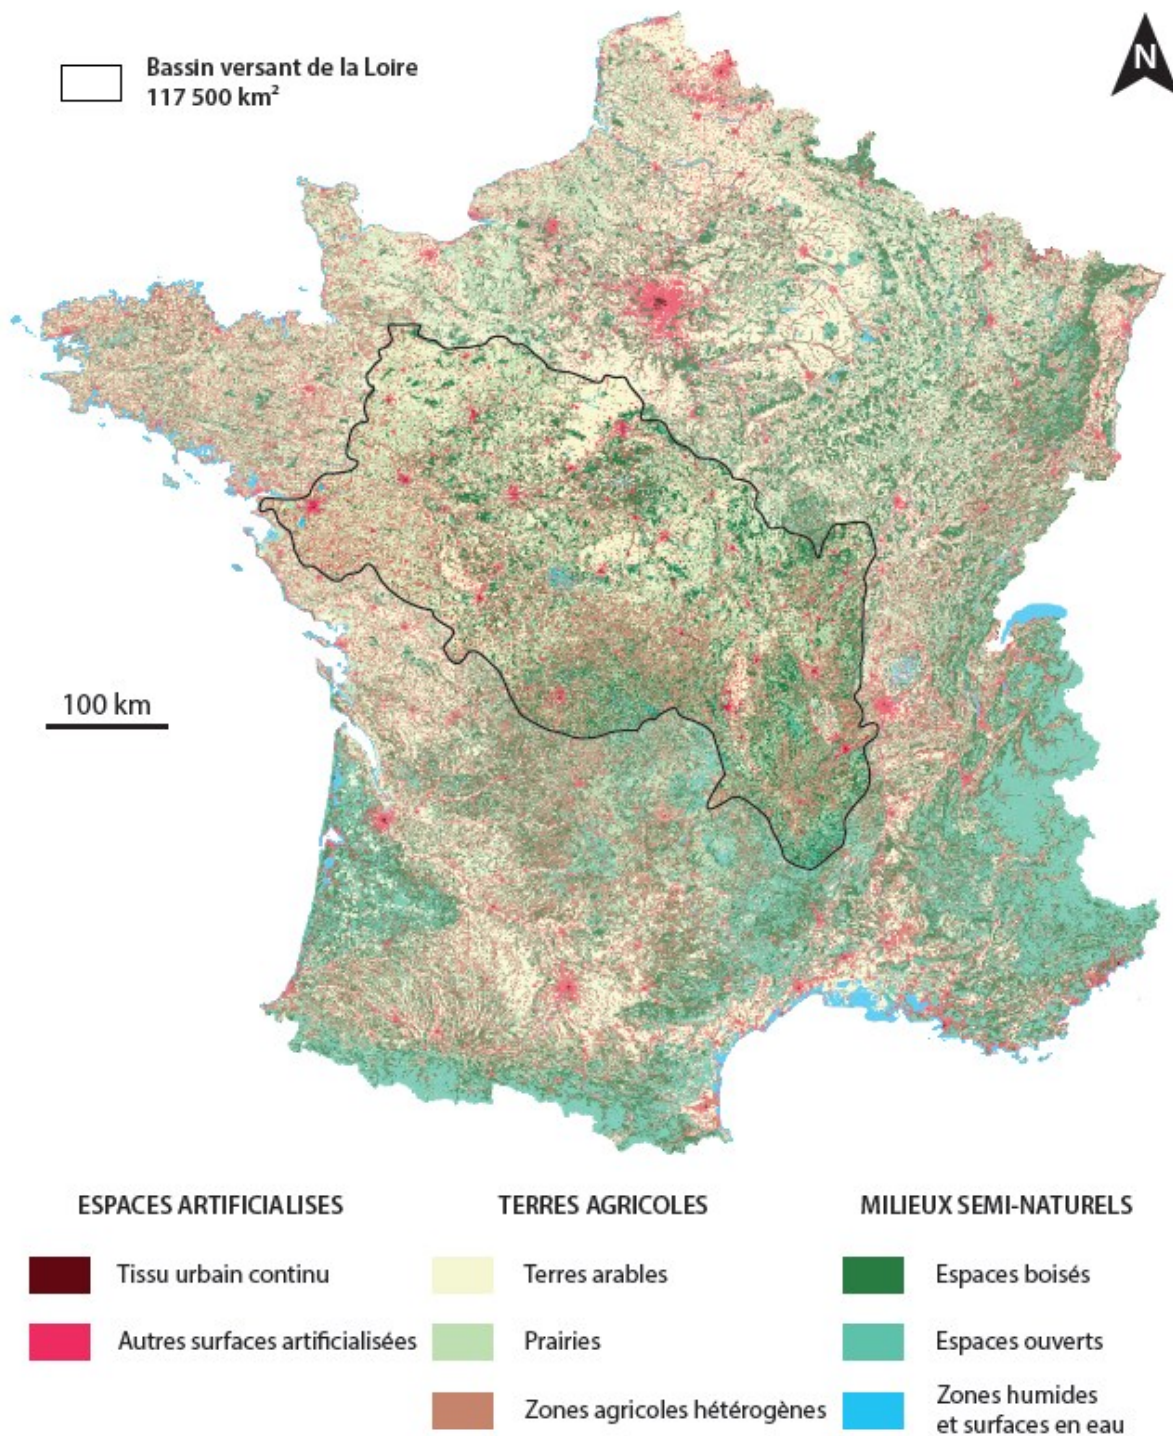 Bassin versant de la Loire
117 500 km²
N
100 km
ESPACES ARTIFICIALISES
Tissu urbain continu
Autres surfaces artificialisées
TERRES AGRICOLES
Terres arables
Prairies
Zones agricoles hétérogènes
MILIEUX SEMI-NATURELS
Espaces boisés
Espaces ouverts
Zones humides
et surfaces en eau